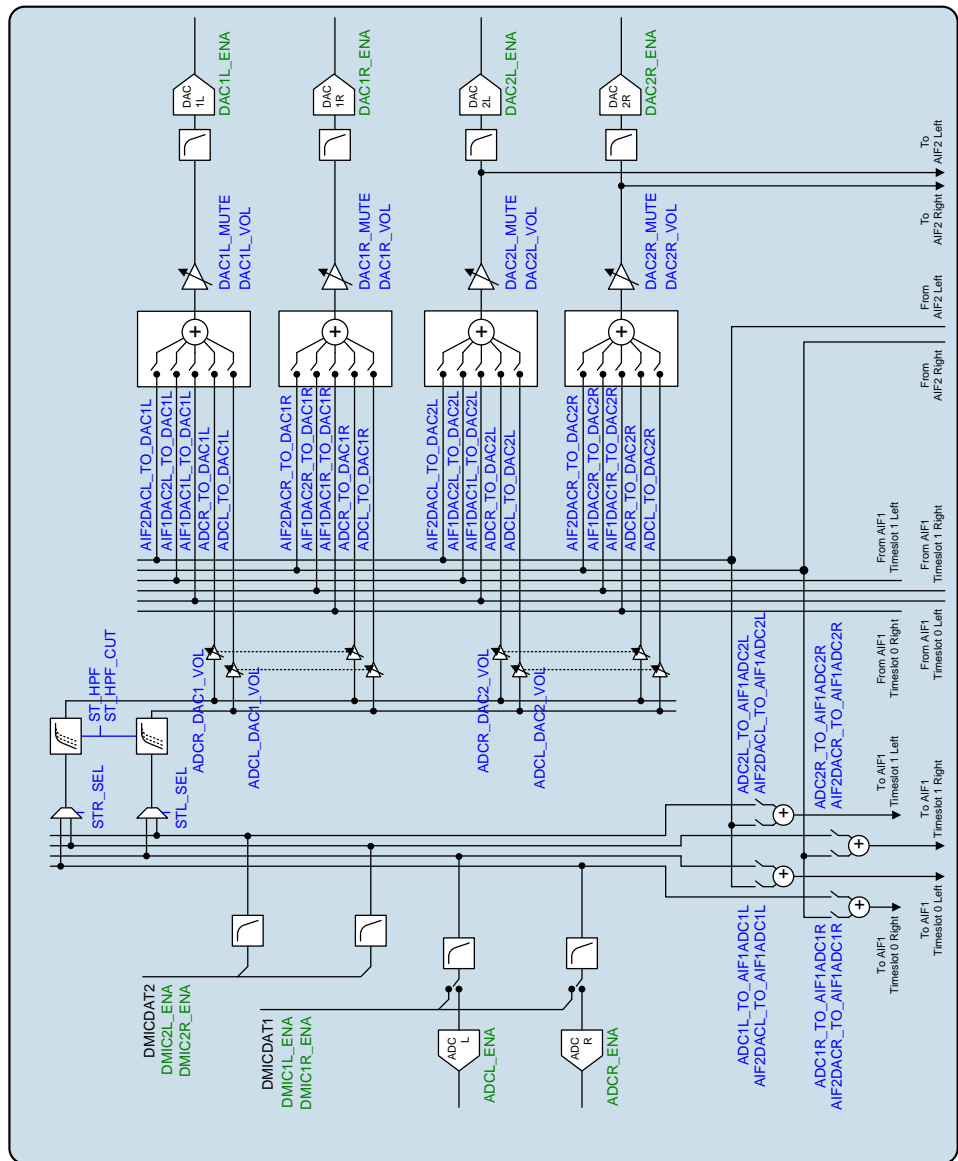 DAC
1L
DAC1L_ENA
DAC
1R
DAC1R_ENA
DAC
2L
DAC2L_ENA
DAC
2R
DAC2R_ENA
To
AIF2 Left
To
AIF2 Right
DAC1L_MUTE
DAC1L_VOL
DAC1R_MUTE
DAC1R_VOL
DAC2L_MUTE
DAC2L_VOL
DAC2R_MUTE
DAC2R_VOL
From
AIF2 Left
From
AIF2 Right
+
+
+
+
AIF2DACL_TO_DAC1L
AIF1DAC2L_TO_DAC1L
AIF1DAC1L_TO_DAC1L
ADCR_TO_DAC1L
ADCL_TO_DAC1L
AIF2DACR_TO_DAC1R
AIF1DAC2R_TO_DAC1R
AIF1DAC1R_TO_DAC1R
ADCR_TO_DAC1R
ADCL_TO_DAC1R
AIF2DACL_TO_DAC2L
AIF1DAC2L_TO_DAC2L
AIF1DAC1L_TO_DAC2L
ADCR_TO_DAC2L
ADCL_TO_DAC2L
AIF2DACR_TO_DAC2R
AIF1DAC2R_TO_DAC2R
AIF1DAC1R_TO_DAC2R
ADCR_TO_DAC2R
ADCL_TO_DAC2R
From AIF1
Timeslot 1 Left
From AIF1
Timeslot 1 Right
From AIF1
Timeslot 0 Right
From AIF1
Timeslot 0 Left
ST_HPF
ST_HPF_CUT
ADCR_DAC1_VOL
ADCL_DAC1_VOL
ADCR_DAC2_VOL
ADCL_DAC2_VOL
STR_SEL
STL_SEL
ADC2L_TO_AIF1ADC2L
AIF2DACL_TO_AIF1ADC2L
ADC2R_TO_AIF1ADC2R
AIF2DACR_TO_AIF1ADC2R
+
+
+
+
To AIF1
Timeslot 1 Left
To AIF1
Timeslot 1 Right
To AIF1
Timeslot 0 Right
To AIF1
Timeslot 0 Left
ADC1L_TO_AIF1ADC1L
AIF2DACL_TO_AIF1ADC1L
ADC1R_TO_AIF1ADC1R
AIF2DACR_TO_AIF1ADC1R
DMICDAT2
DMIC2L_ENA
DMIC2R_ENA
DMICDAT1
DMIC1L_ENA
DMIC1R_ENA
ADC
L
ADCL_ENA
ADC
R
ADCR_ENA